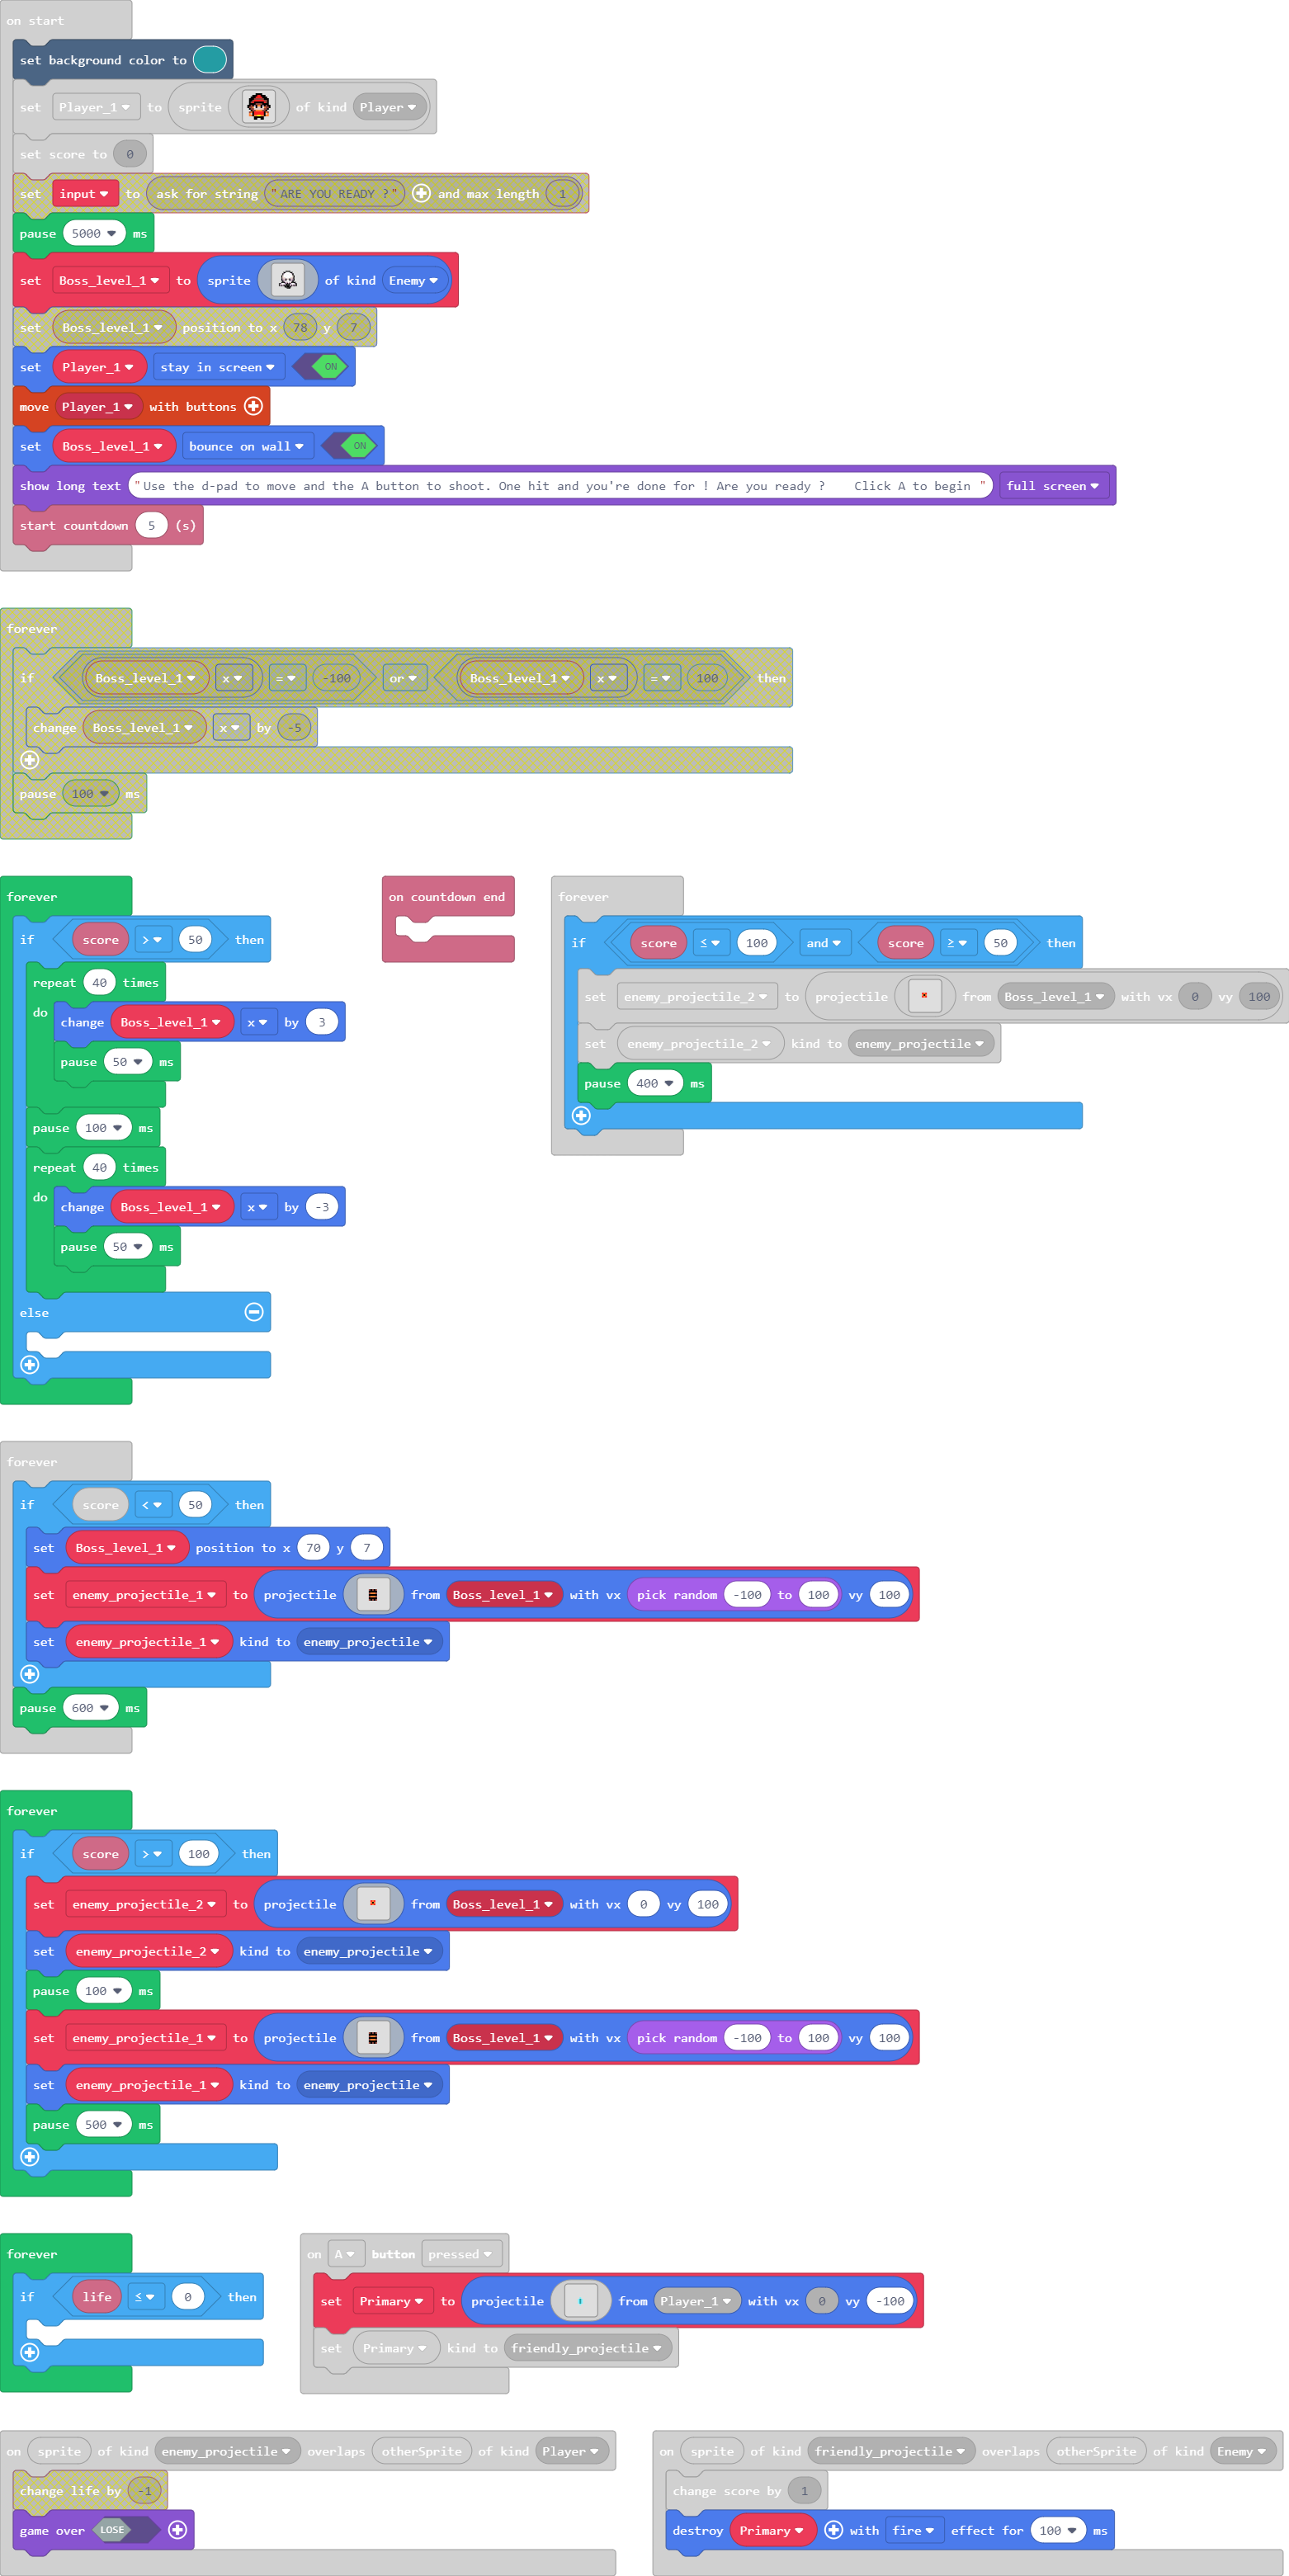 on start
set background color to
set Player_1 to sprite of kind Player
set score to 0
set input to ask for string "ARE YOU READY ?" and max length 1
pause 5000 ms
set Boss_level_1 to sprite of kind Enemy
set Boss_level_1 position to x 78 y 7
set Player_1 stay in screen ON
move Player_1 with buttons
set Boss_level_1 bounce on wall ON
show long text "Use the d-pad to move and the A button to shoot. One hit and you're done for ! Are you ready ? Click A to begin " full screen
start countdown 5 (s)
forever
if Boss_level_1 x = -100 or Boss_level_1 x = 100 then
change Boss_level_1 x by -5
pause 100 ms
forever
if score > 50 then
repeat 40 times
do change Boss_level_1 x by 3
pause 50 ms
pause 100 ms
repeat 40 times
do change Boss_level_1 x by -3
pause 50 ms
else
on countdown end
forever
if score ≤ 100 and score ≥ 50 then
set enemy_projectile_2 to projectile from Boss_level_1 with vx 0 vy 100
set enemy_projectile_2 kind to enemy_projectile
pause 400 ms
forever
if score < 50 then
set Boss_level_1 position to x 70 y 7
set enemy_projectile_1 to projectile from Boss_level_1 with vx pick random -100 to 100 vy 100
set enemy_projectile_1 kind to enemy_projectile
pause 600 ms
forever
if score > 100 then
set enemy_projectile_2 to projectile from Boss_level_1 with vx 0 vy 100
set enemy_projectile_2 kind to enemy_projectile
pause 100 ms
set enemy_projectile_1 to projectile from Boss_level_1 with vx pick random -100 to 100 vy 100
set enemy_projectile_1 kind to enemy_projectile
pause 500 ms
forever
if life ≤ 0 then
on A button pressed
set Primary to projectile from Player_1 with vx 0 vy -100
set Primary kind to friendly_projectile
on sprite of kind enemy_projectile overlaps otherSprite of kind Player
change life by -1
game over LOSE
on sprite of kind friendly_projectile overlaps otherSprite of kind Enemy
change score by 1
destroy Primary with fire effect for 100 ms